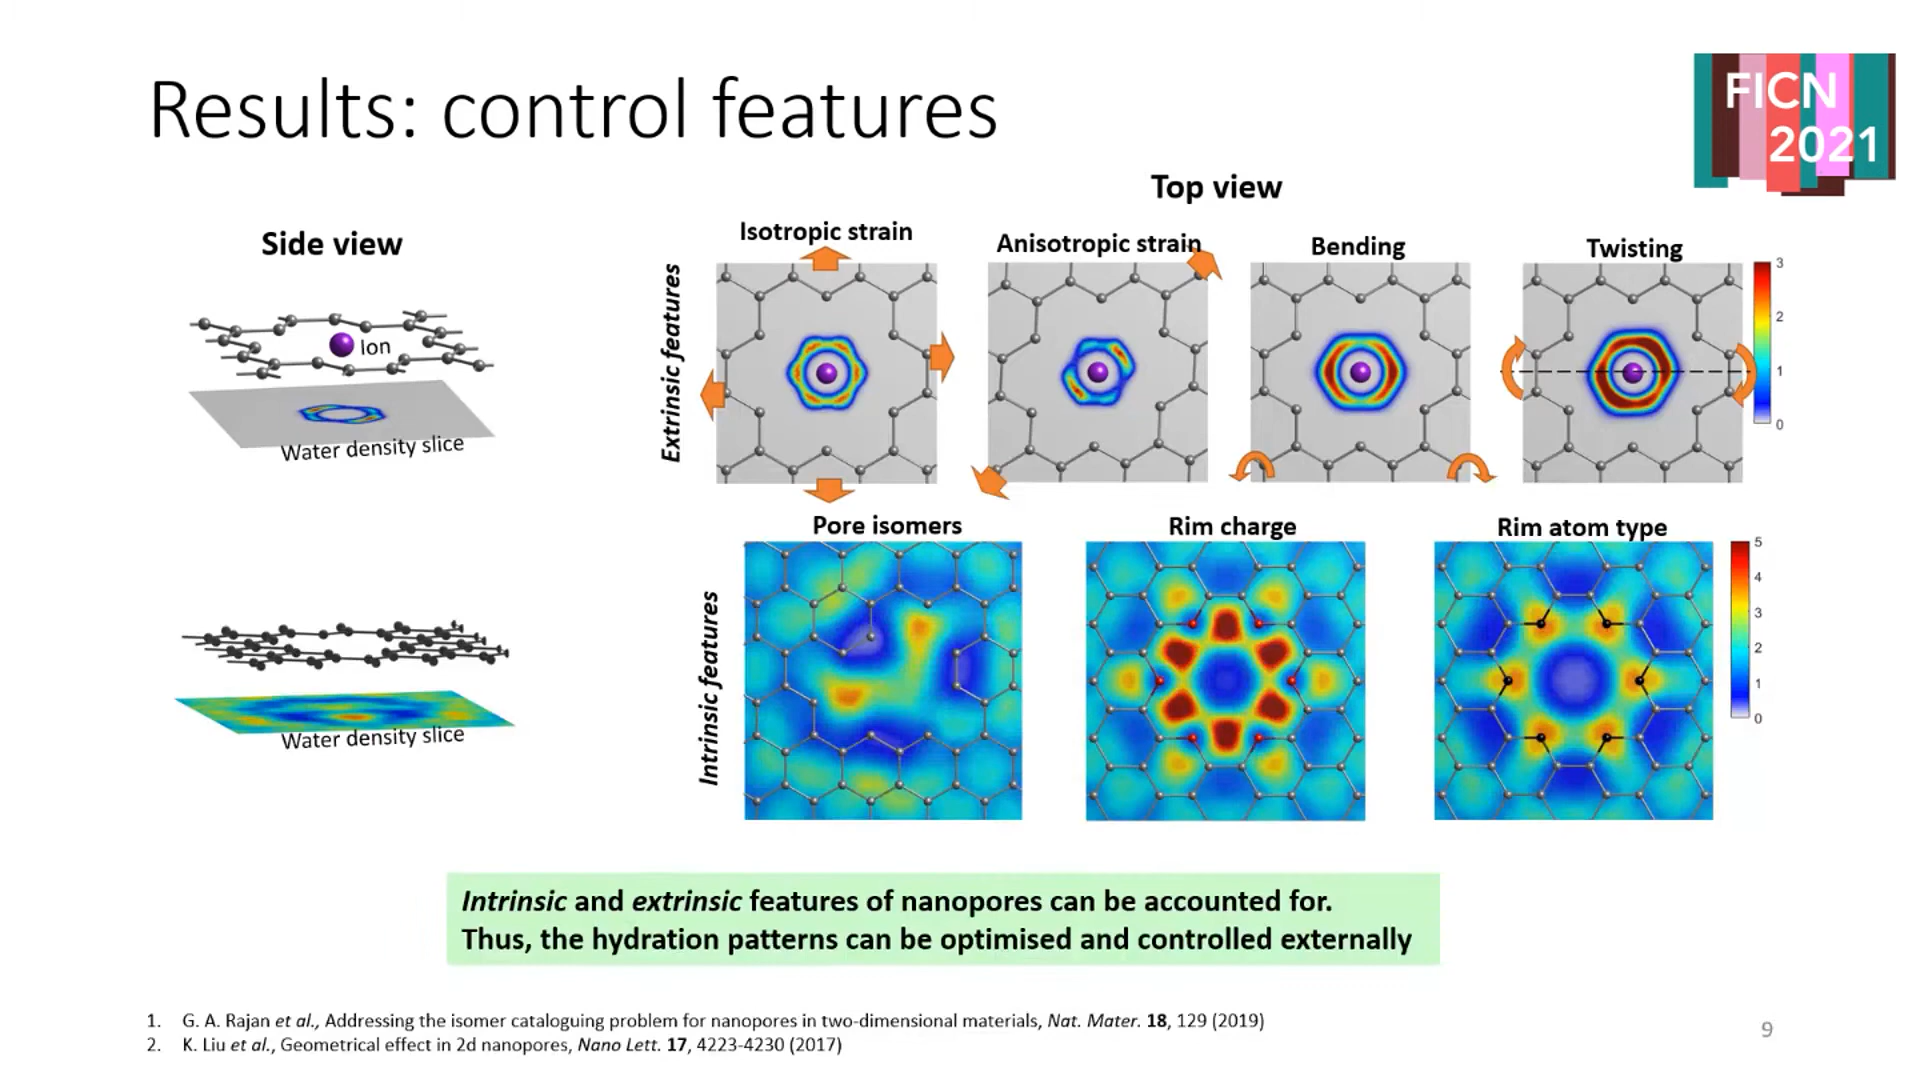 Results: control features
FICN
2021
Top view
Side view
Isotropic strain
Anisotropic strain
Bending
Twisting
Extrinsic features
Ion
Water density slice
3
2
1
0
Pore isomers
Rim charge
Rim atom type
Intrinsic features
Water density slice
5
4
3
2
1
0
Intrinsic and extrinsic features of nanopores can be accounted for.
Thus, the hydration patterns can be optimised and controlled externally
1. G. A. Rajan et al., Addressing the isomer cataloguing problem for nanopores in two-dimensional materials, Nat. Mater. 18, 129 (2019)
2. K. Liu et al., Geometrical effect in 2d nanopores, Nano Lett. 17, 4223-4230 (2017)
9